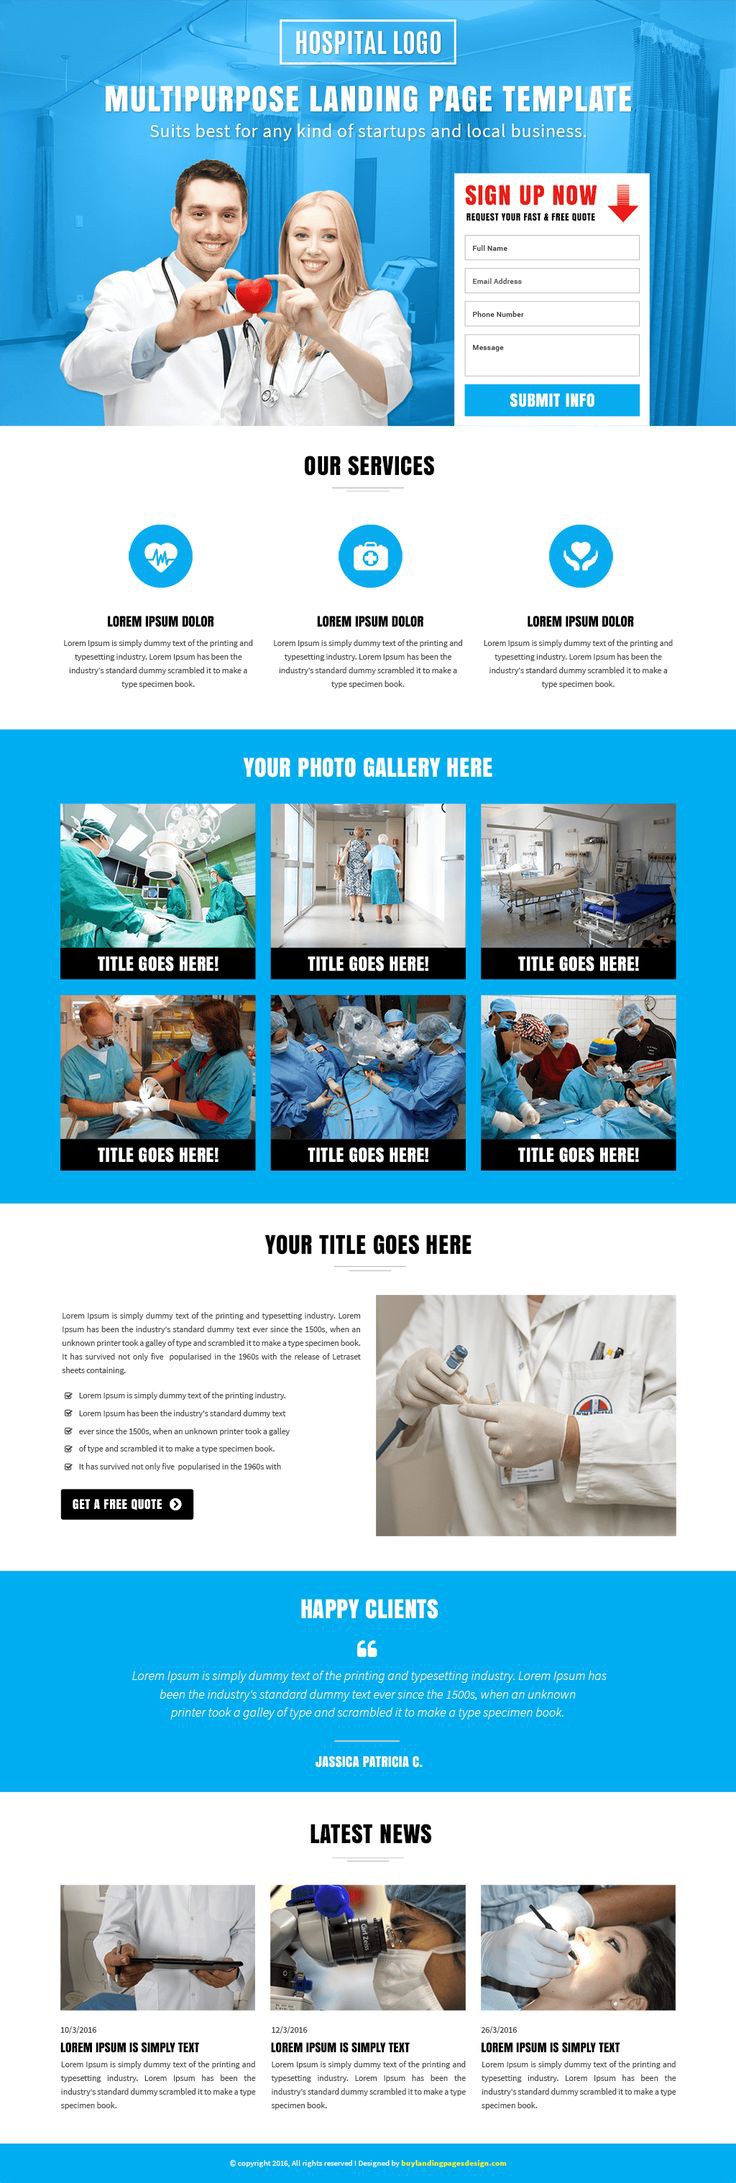 HOSPITAL LOGO
MULTIPURPOSE LANDING PAGE TEMPLATE
Suits best for any kind of startups and local business.
SIGN UP NOW
REQUEST YOUR FAST & FREE QUOTE
Full Name
Email Address
Phone Number
Message
SUBMIT INFO
OUR SERVICES
LOREM IPSUM DOLOR
Lorem Ipsum is simply dummy text of the printing and
typesetting industry. Lorem Ipsum has been the
industry's standard dummy scrambled it to make a
type specimen book.
LOREM IPSUM DOLOR
Lorem Ipsum is simply dummy text of the printing and
typesetting industry. Lorem Ipsum has been the
industry's standard dummy scrambled it to make a
type specimen book.
LOREM IPSUM DOLOR
Lorem Ipsum is simply dummy text of the printing and
typesetting industry. Lorem Ipsum has been the
industry's standard dummy scrambled it to make a
type specimen book.
YOUR PHOTO GALLERY HERE
TITLE GOES HERE!
TITLE GOES HERE!
TITLE GOES HERE!
TITLE GOES HERE!
TITLE GOES HERE!
TITLE GOES HERE!
YOUR TITLE GOES HERE
Lorem Ipsum is simply dummy text of the printing and typesetting industry. Lorem
Ipsum has been the industry's standard dummy text ever since the 1500s, when an
unknown printer took a galley of type and scrambled it to make a type specimen book.
It has survived not only five popularised in the 1960s with the release of Letraset
sheets containing.
Lorem Ipsum is simply dummy text of the printing industry.
Lorem Ipsum has been the industry's standard dummy text
ever since the 1500s, when an unknown printer took a galley
of type and scrambled it to make a type specimen book.
It has survived not only five popularised in the 1960s with
GET A FREE QUOTE
HAPPY CLIENTS
“
Lorem Ipsum is simply dummy text of the printing and typesetting industry. Lorem Ipsum has
been the industry's standard dummy text ever since the 1500s, when an unknown
printer took a galley of type and scrambled it to make a type specimen book.
JASSICA PATRICIA C.
LATEST NEWS
Carl Zeiss
10/3/2016
LOREM IPSUM IS SIMPLY TEXT
Lorem Ipsum is simply dummy text of the printing and
typesetting industry. Lorem Ipsum has been the
industry's standard dummy scrambled it to make a type
specimen book.
12/3/2016
LOREM IPSUM IS SIMPLY TEXT
Lorem Ipsum is simply dummy text of the printing and
typesetting industry. Lorem Ipsum has been the
industry's standard dummy scrambled it to make a type
specimen book.
26/3/2016
LOREM IPSUM IS SIMPLY TEXT
Lorem Ipsum is simply dummy text of the printing and
typesetting industry. Lorem Ipsum has been the
industry's standard dummy scrambled it to make a type
specimen book.
© copyright 2016, All rights reserved I Designed by buylandingpagesdesign.com